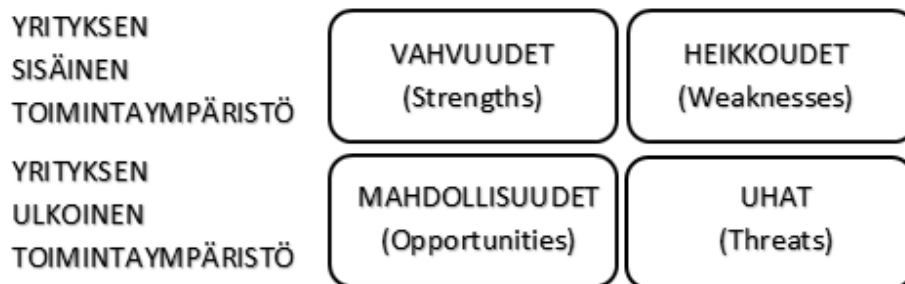 YRITYKSEN
SISÄINEN
TOIMINTAYMPÄRISTÖ
VAHVUUDET
(Strengths)
HEIKKOUDET
(Weaknesses)
YRITYKSEN
ULKOINEN
TOIMINTAYMPÄRISTÖ
MAHDOLLISUUDET
(Opportunities)
UHAT
(Threats)